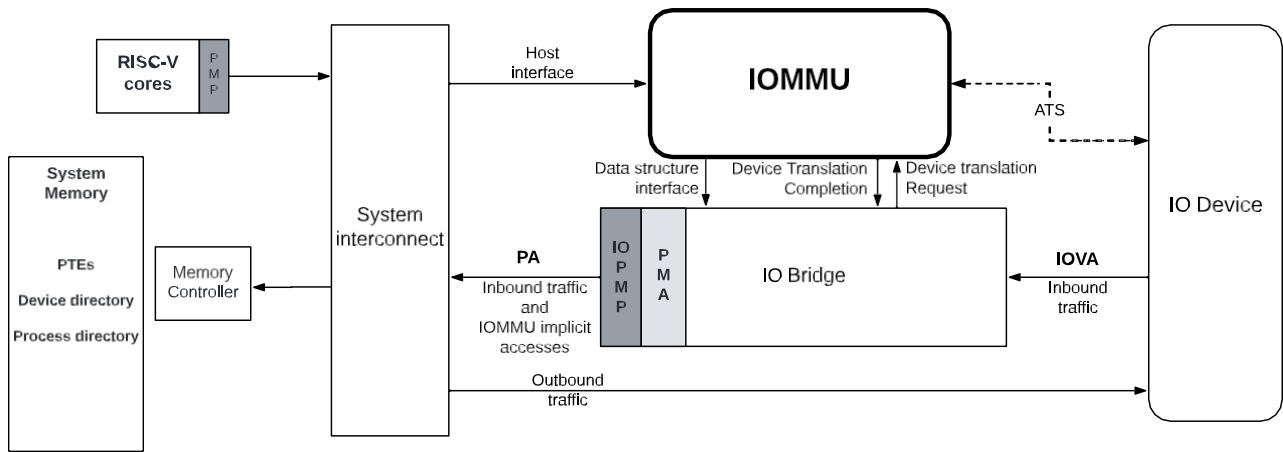 RISC-V
cores
P
M
P
System
Memory
PTEs
Device directory
Process directory
Memory
Controller
System
interconnect
Host
interface
IOMMU
ATS
Data structure
interface
Device Translation
Completion
Device translation
Request
IO Device
IO
P
M
P
P
M
A
IO Bridge
PA
Inbound traffic
and
IOMMU implicit
accesses
IOVA
Inbound
traffic
Outbound
traffic